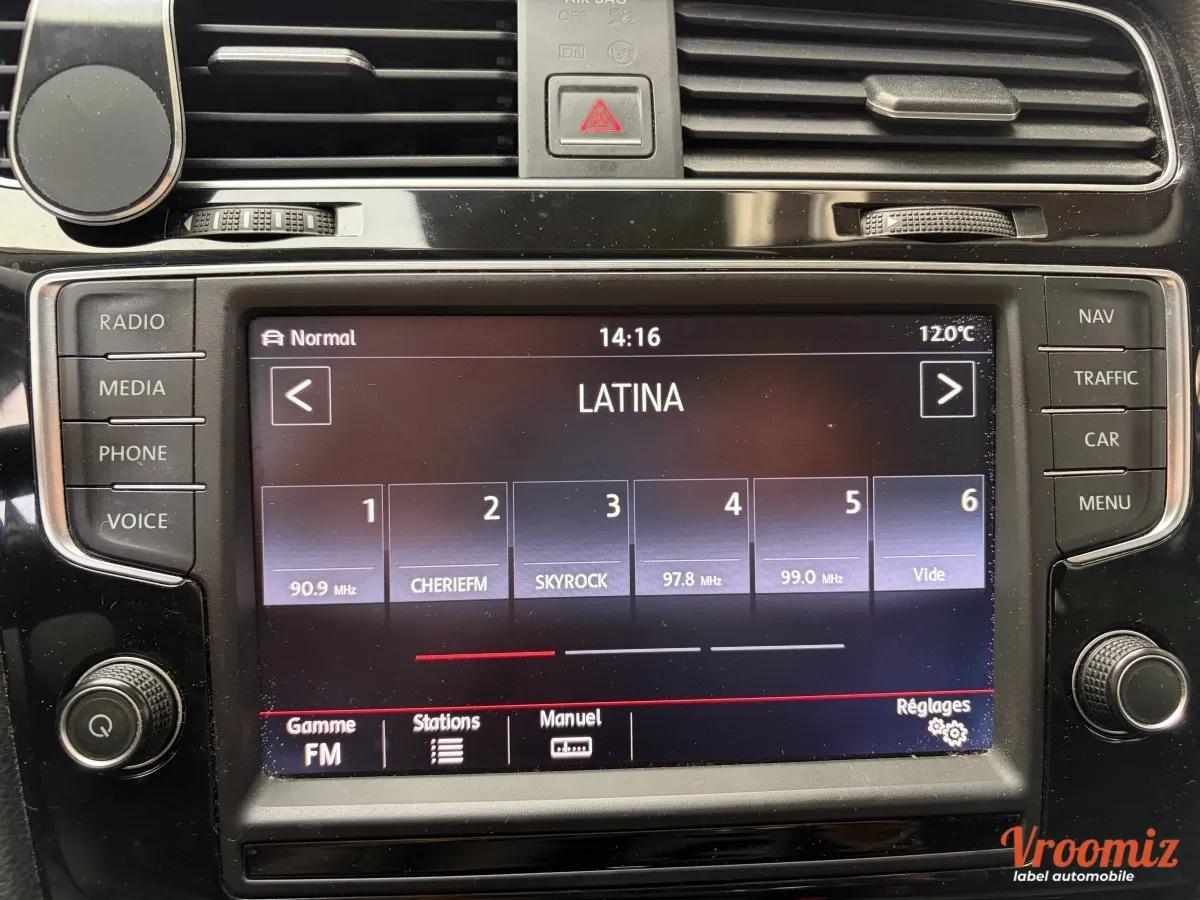 AIR BAG
OFF
ON
RADIO
MEDIA
PHONE
VOICE
NAV
TRAFFIC
CAR
MENU
Normal 14:16 12.0°C
< LATINA >
1 2 3 4 5 6
90.9 MHz CHERIEFM SKYROCK 97.8 MHz 99.0 MHz Vide
Gamme Stations Manuel Réglages
FM
Vroomiz
label automobile